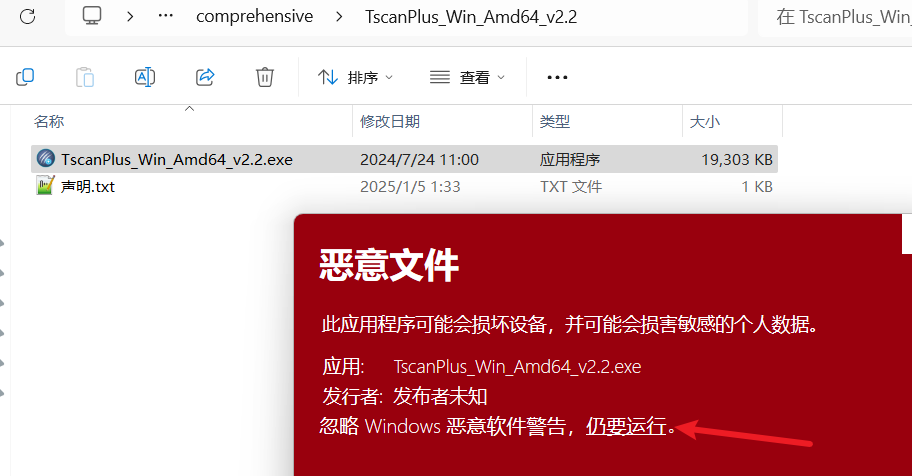 comprehensive TscanPlus_Win_Amd64_v2.2 在 TscanPlus_Win_
排序 查看
名称 修改日期 类型 大小
TscanPlus_Win_Amd64_v2.2.exe 2024/7/24 11:00 应用程序 19,303 KB
声明.txt 2025/1/5 1:33 TXT 文件 1 KB
恶意文件
此应用程序可能会损坏设备，并可能会损害敏感的个人数据。
应用: TscanPlus_Win_Amd64_v2.2.exe
发行者: 发布者未知
忽略 Windows 恶意软件警告，仍要运行。